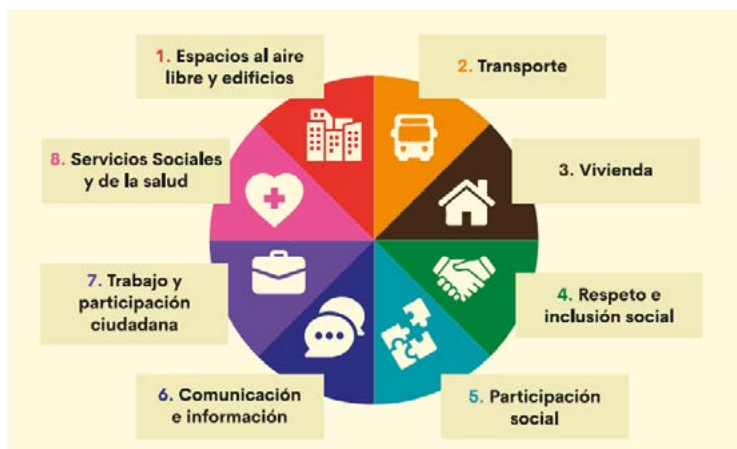 1. Espacios al aire
libre y edificios
2. Transporte
3. Vivienda
4. Respeto e
inclusión social
5. Participación
social
6. Comunicación
e información
7. Trabajo y
participación
ciudadana
8. Servicios Sociales
y de la salud